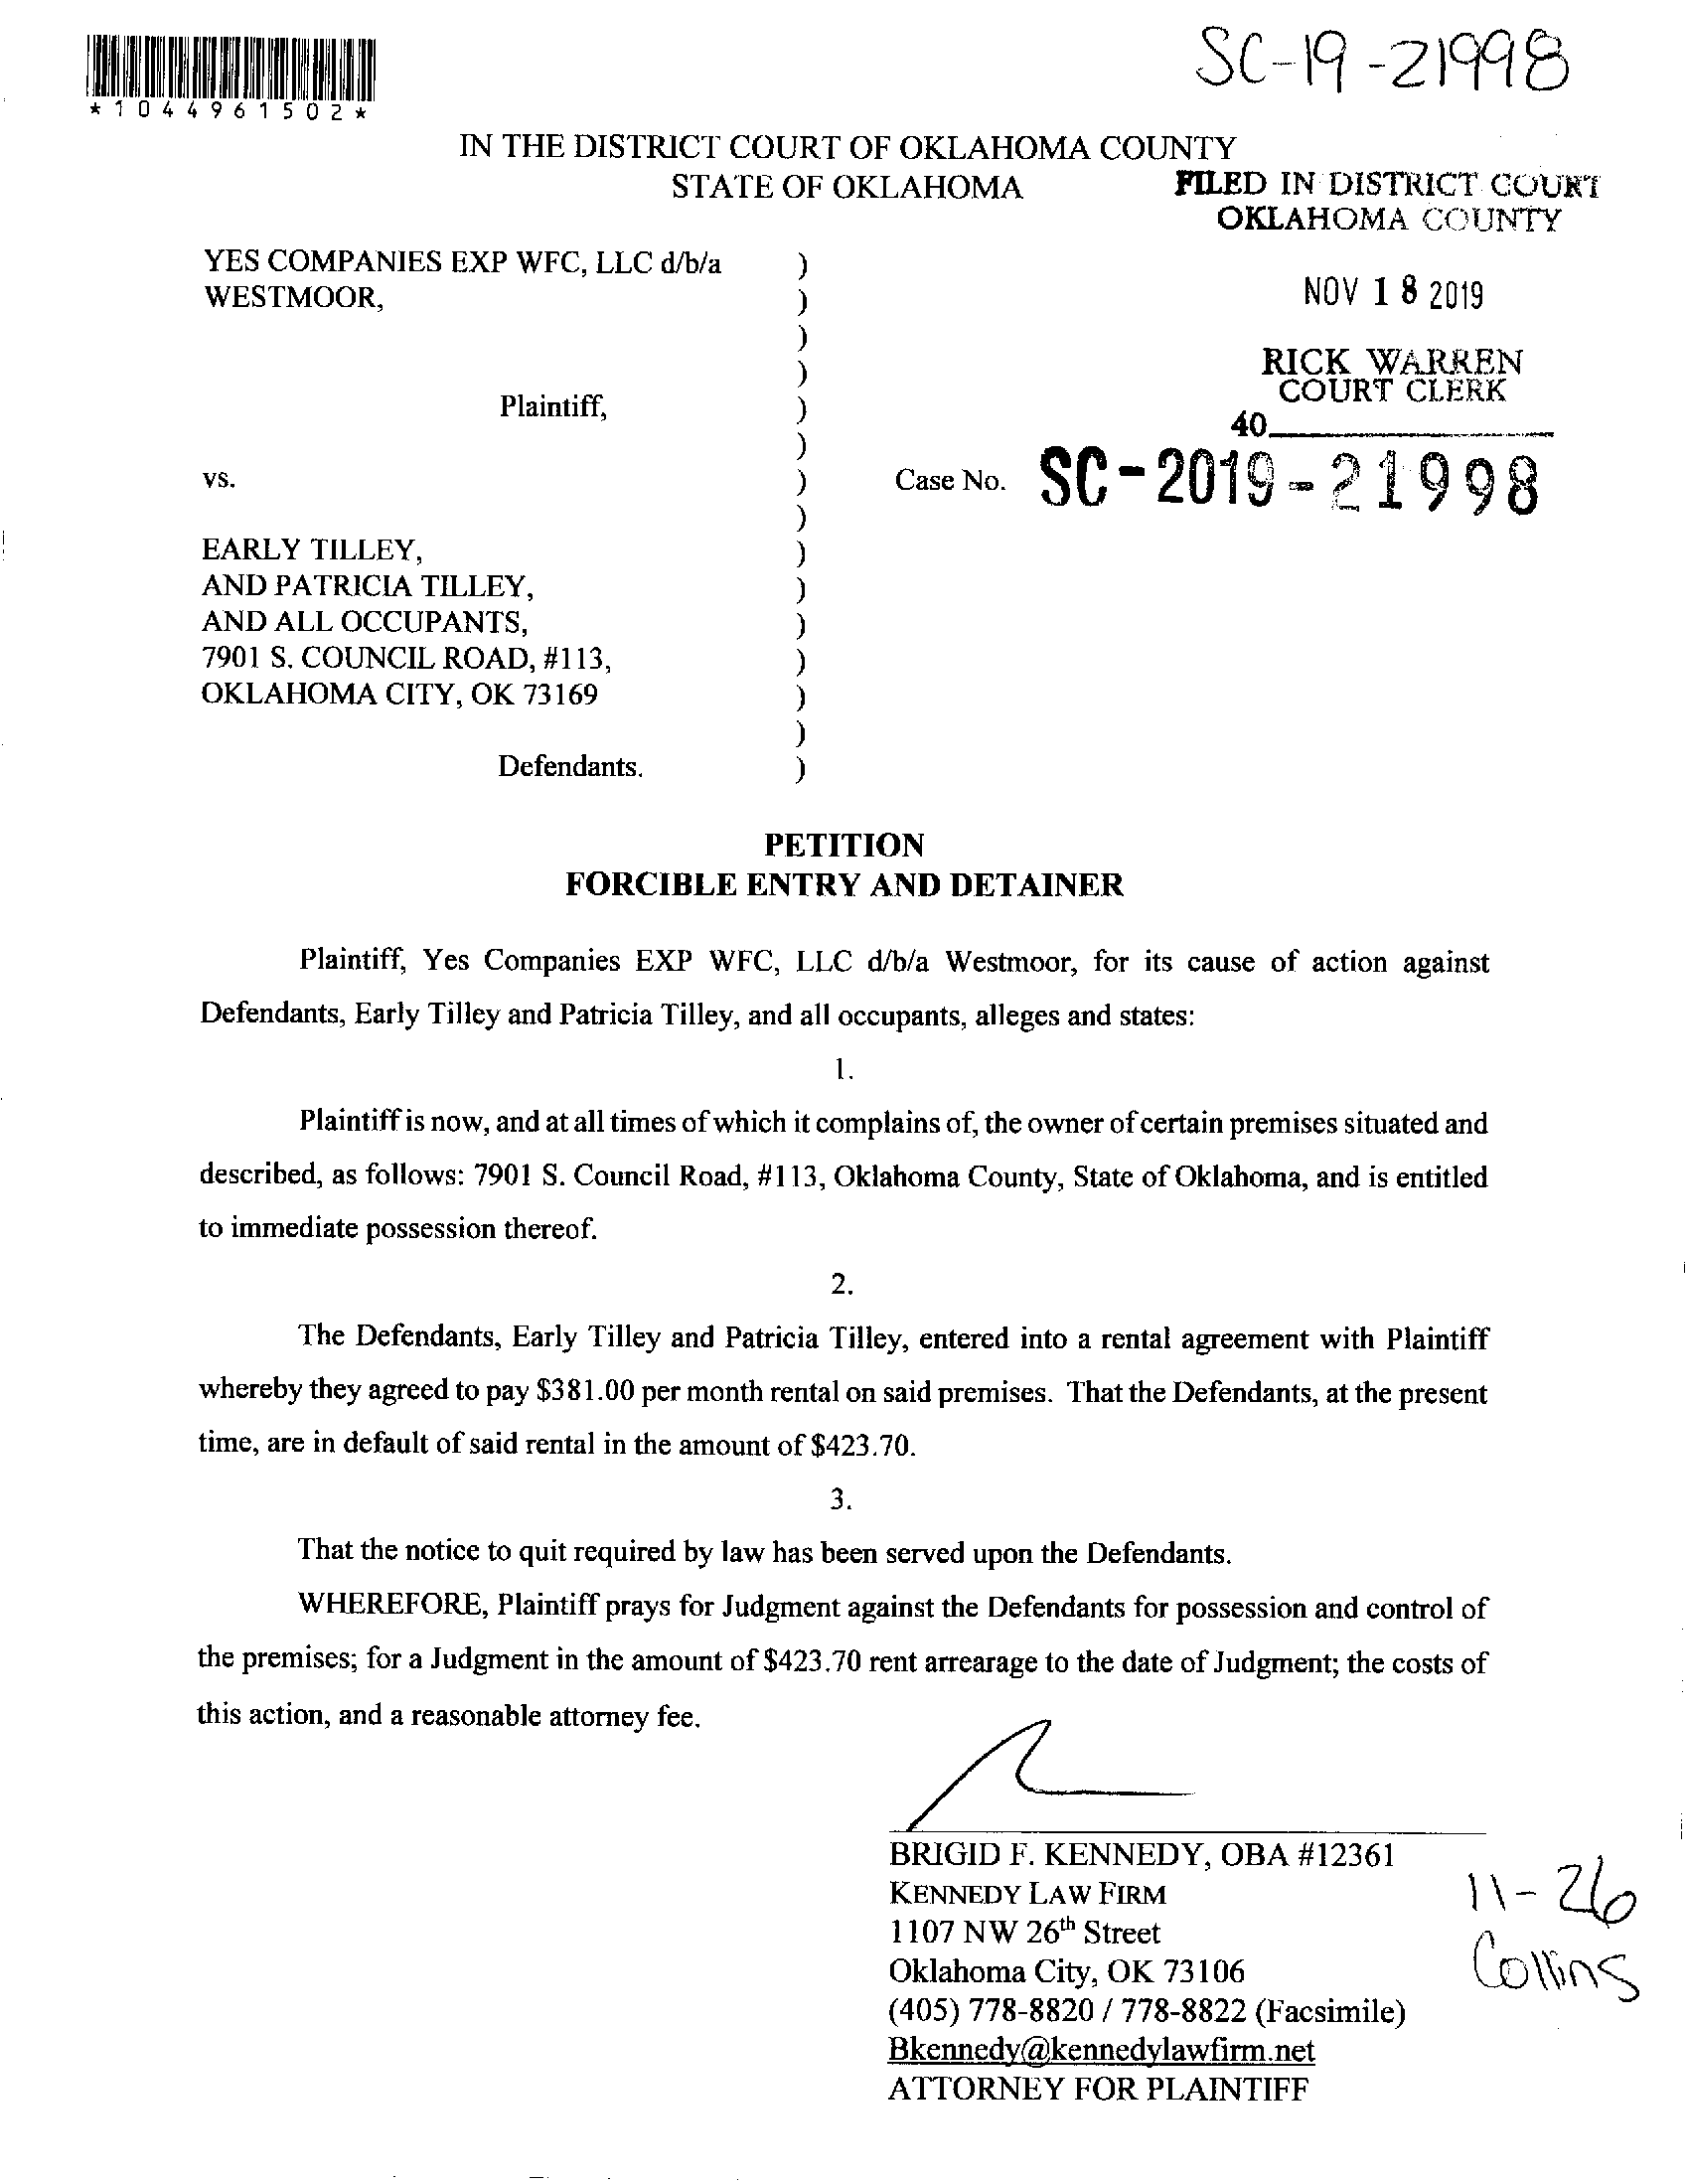 SC-19-21998
*1044961502*
IN THE DISTRICT COURT OF OKLAHOMA COUNTY
STATE OF OKLAHOMA
FILED IN DISTRICT COURT
OKLAHOMA COUNTY
YES COMPANIES EXP WFC, LLC d/b/a )
WESTMOOR, )
NOV 18 2019
)
)
RICK WARREN
COURT CLERK
Plaintiff, )
40
)
vs. )
Case No. SC-2019-21998
)
EARLY TILLEY, )
AND PATRICIA TILLEY, )
AND ALL OCCUPANTS, )
7901 S. COUNCIL ROAD, #113, )
OKLAHOMA CITY, OK 73169 )
)
Defendants. )
PETITION
FORCIBLE ENTRY AND DETAINER
Plaintiff, Yes Companies EXP WFC, LLC d/b/a Westmoor, for its cause of action against
Defendants, Early Tilley and Patricia Tilley, and all occupants, alleges and states:
1.
Plaintiff is now, and at all times of which it complains of, the owner of certain premises situated and
described, as follows: 7901 S. Council Road, #113, Oklahoma County, State of Oklahoma, and is entitled
to immediate possession thereof.
2.
The Defendants, Early Tilley and Patricia Tilley, entered into a rental agreement with Plaintiff
whereby they agreed to pay $381.00 per month rental on said premises. That the Defendants, at the present
time, are in default of said rental in the amount of $423.70.
3.
That the notice to quit required by law has been served upon the Defendants.
WHEREFORE, Plaintiff prays for Judgment against the Defendants for possession and control of
the premises; for a Judgment in the amount of $423.70 rent arrearage to the date of Judgment; the costs of
this action, and a reasonable attorney fee.
BRIGID F. KENNEDY, OBA #12361
KENNEDY LAW FIRM
1107 NW 26th Street
Oklahoma City, OK 73106
(405) 778-8820 / 778-8822 (Facsimile)
Bkennedy@kennedylawfirm.net
ATTORNEY FOR PLAINTIFF
11-26
Collins